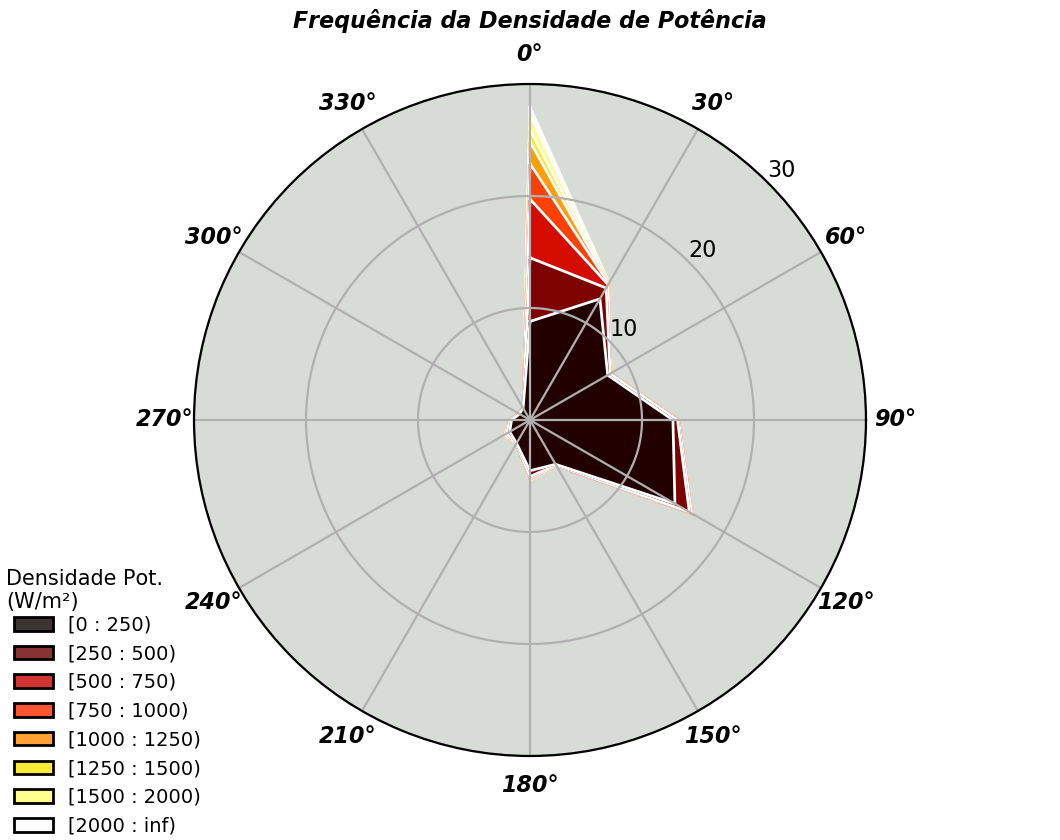 Frequência da Densidade de Potência
0°
330°
30°
30
300°
60°
20
10
270°
90°
240°
120°
210°
150°
180°
Densidade Pot.
(W/m²)
[0 : 250)
[250 : 500)
[500 : 750)
[750 : 1000)
[1000 : 1250)
[1250 : 1500)
[1500 : 2000)
[2000 : inf)